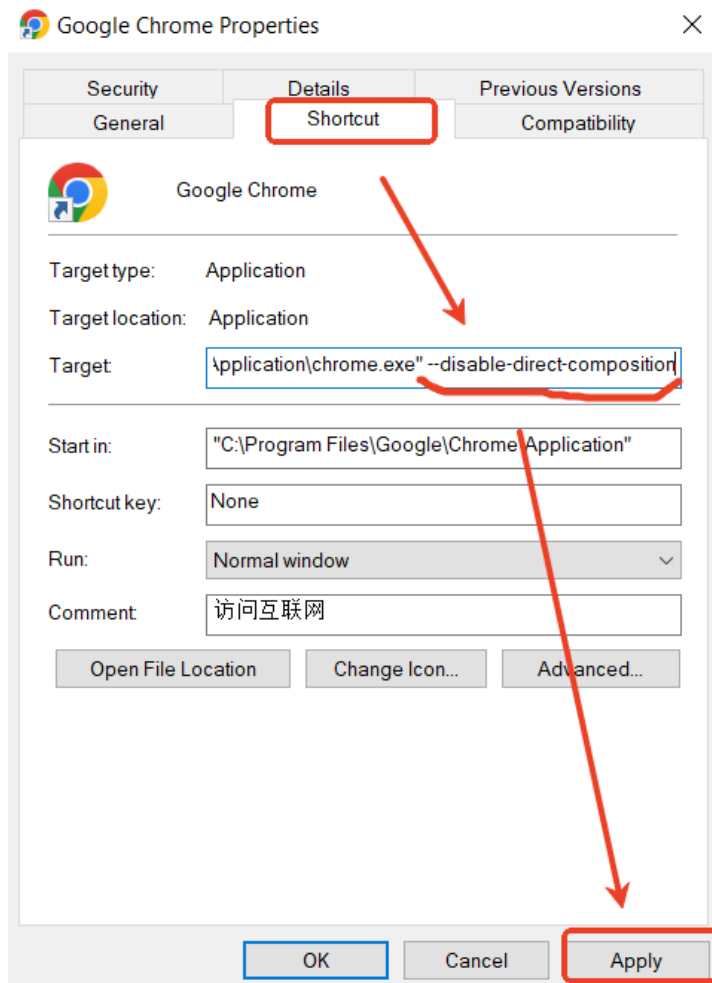 Google Chrome Properties
Security Details Previous Versions
General Shortcut Compatibility
Google Chrome
Target type: Application
Target location: Application
Target: \pplication\chrome.exe" --disable-direct-composition
Start in: "C:\Program Files\Google\Chrome\Application"
Shortcut key: None
Run: Normal window
Comment: 访问互联网
Open File Location Change Icon... Advanced...
OK Cancel Apply